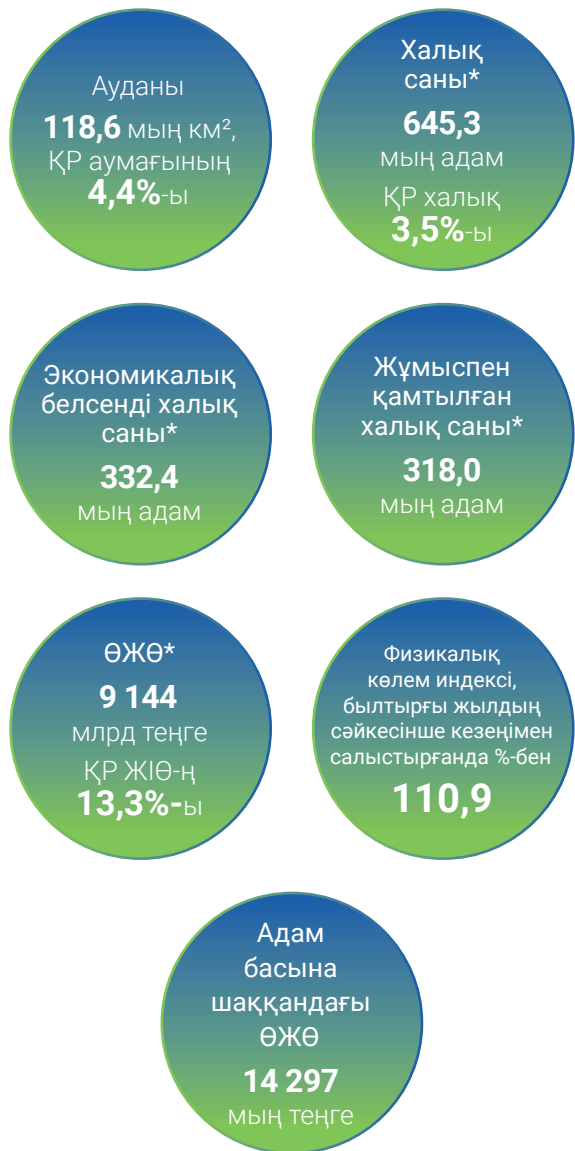 Ауданы
118,6 мың км²,
ҚР аумағының
4,4%-ы
Халық
саны*
645,3
мың адам
ҚР халық
3,5%-ы
Экономикалық
белсенді халық
саны*
332,4
мың адам
Жұмыспен
қамтылған
халық саны*
318,0
мың адам
ӨЖӨ*
9 144
млрд теңге
ҚР ЖІӨ-ң
13,3%-ы
Физикалық
көлем индексі,
былтырғы жылдың
сәйкесінше кезеңімен
салыстырғанда %-бен
110,9
Адам
басына
шаққандағы
ӨЖӨ
14 297
мың теңге